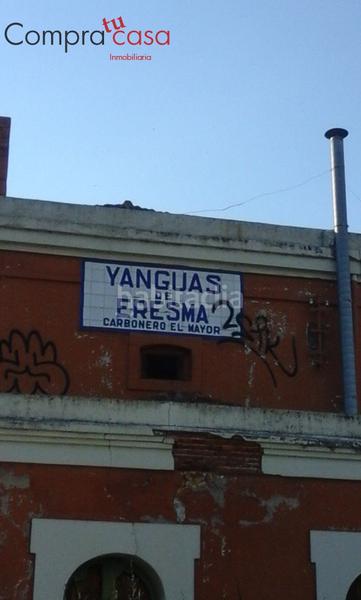 Compra tu casa
Inmobiliaria
YANGUAS
DE
ERESMA
CARBONERO EL MAYOR